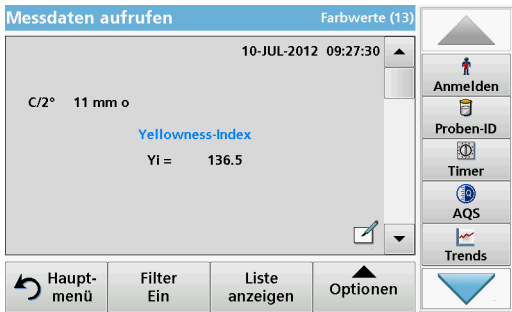 Messdaten aufrufen Farbwerte (13)
10-JUL-2012 09:27:30
C/2° 11 mm o
Yellowness-Index
Yi = 136.5
Anmelden
Proben-ID
Timer
AQS
Trends
Haupt-
menü
Filter
Ein
Liste
anzeigen
Optionen